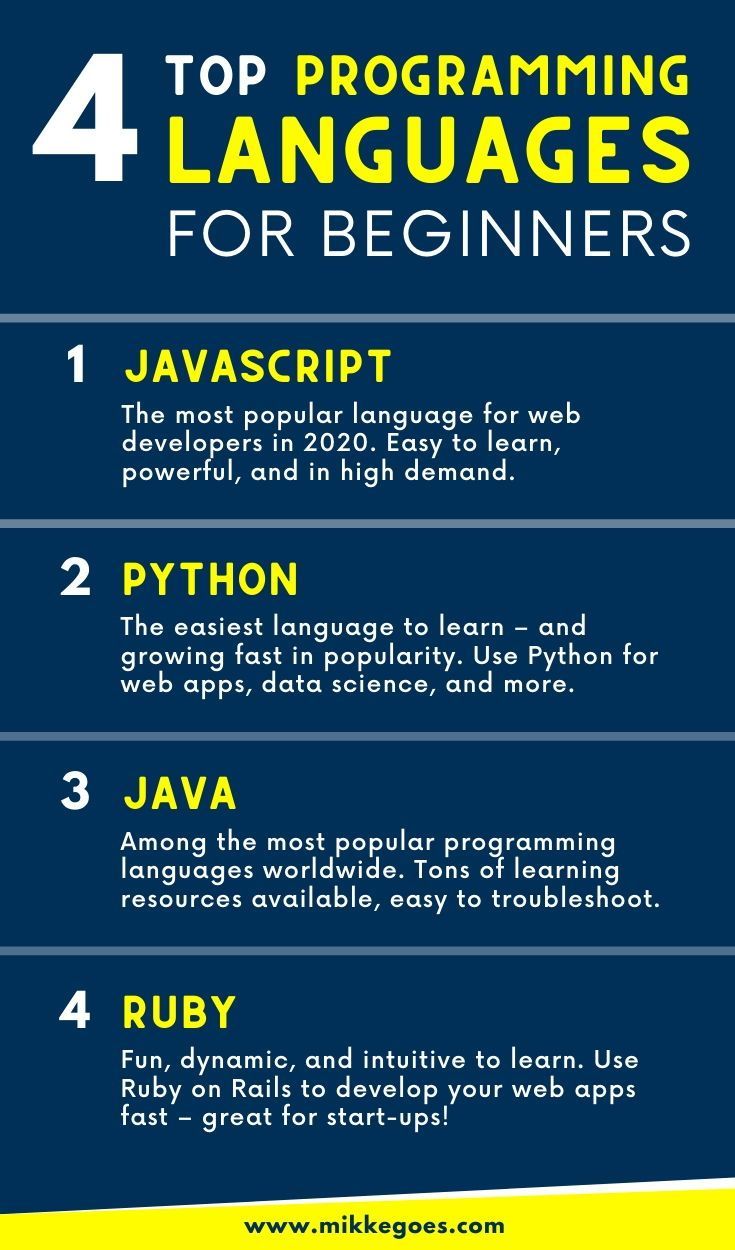 4 TOP PROGRAMMING
LANGUAGES
FOR BEGINNERS
1 JAVASCRIPT
The most popular language for web
developers in 2020. Easy to learn,
powerful, and in high demand.
2 PYTHON
The easiest language to learn – and
growing fast in popularity. Use Python for
web apps, data science, and more.
3 JAVA
Among the most popular programming
languages worldwide. Tons of learning
resources available, easy to troubleshoot.
4 RUBY
Fun, dynamic, and intuitive to learn. Use
Ruby on Rails to develop your web apps
fast – great for start-ups!
www.mikkegoes.com